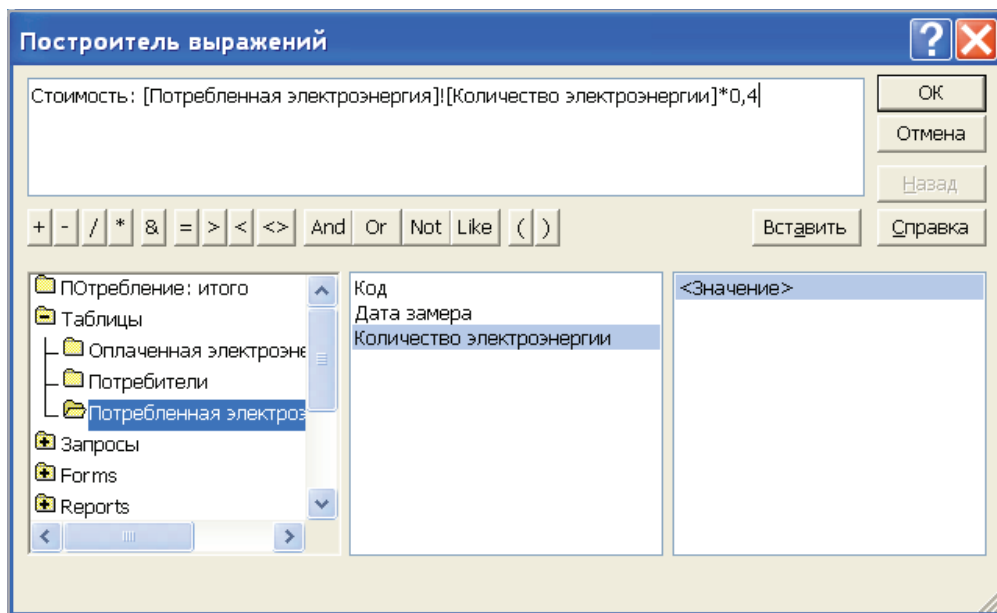 Построитель выражений
?
Стоимость: [Потребленная электроэнергия]![Количество электроэнергии]*0,4
ОК
Отмена
Назад
+ - / * & = > < <> And Or Not Like ( )
Вставить
Справка
ПОтребление: итого
Таблицы
Оплаченная электроэне
Потребители
Потребленная электроэ
Запросы
Forms
Reports
Код
Дата замера
Количество электроэнергии
<Значение>